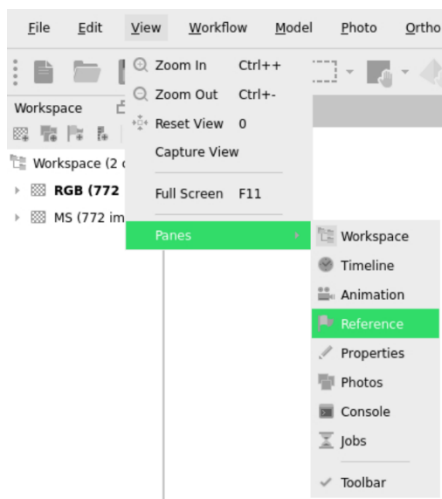 File Edit View Workflow Model Photo Ortho
Zoom In Ctrl++
Zoom Out Ctrl+-
Workspace
Reset View 0
Capture View
Workspace (2
Full Screen F11
RGB (772
MS (772 im
Panes
Workspace
Timeline
Animation
Reference
Properties
Photos
Console
Jobs
Toolbar